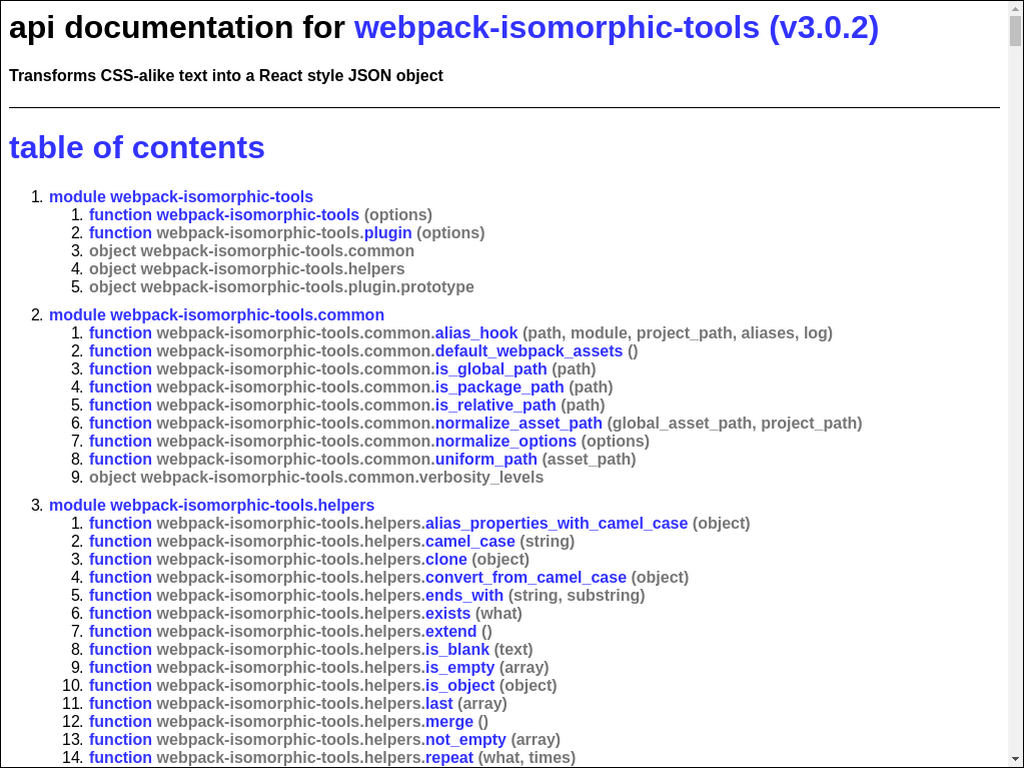 api documentation for webpack-isomorphic-tools (v3.0.2)
Transforms CSS-alike text into a React style JSON object
table of contents
1. module webpack-isomorphic-tools
1. function webpack-isomorphic-tools (options)
2. function webpack-isomorphic-tools.plugin (options)
3. object webpack-isomorphic-tools.common
4. object webpack-isomorphic-tools.helpers
5. object webpack-isomorphic-tools.plugin.prototype
2. module webpack-isomorphic-tools.common
1. function webpack-isomorphic-tools.common.alias_hook (path, module, project_path, aliases, log)
2. function webpack-isomorphic-tools.common.default_webpack_assets ()
3. function webpack-isomorphic-tools.common.is_global_path (path)
4. function webpack-isomorphic-tools.common.is_package_path (path)
5. function webpack-isomorphic-tools.common.is_relative_path (path)
6. function webpack-isomorphic-tools.common.normalize_asset_path (global_asset_path, project_path)
7. function webpack-isomorphic-tools.common.normalize_options (options)
8. function webpack-isomorphic-tools.common.uniform_path (asset_path)
9. object webpack-isomorphic-tools.common.verbosity_levels
3. module webpack-isomorphic-tools.helpers
1. function webpack-isomorphic-tools.helpers.alias_properties_with_camel_case (object)
2. function webpack-isomorphic-tools.helpers.camel_case (string)
3. function webpack-isomorphic-tools.helpers.clone (object)
4. function webpack-isomorphic-tools.helpers.convert_from_camel_case (object)
5. function webpack-isomorphic-tools.helpers.ends_with (string, substring)
6. function webpack-isomorphic-tools.helpers.exists (what)
7. function webpack-isomorphic-tools.helpers.extend ()
8. function webpack-isomorphic-tools.helpers.is_blank (text)
9. function webpack-isomorphic-tools.helpers.is_empty (array)
10. function webpack-isomorphic-tools.helpers.is_object (object)
11. function webpack-isomorphic-tools.helpers.last (array)
12. function webpack-isomorphic-tools.helpers.merge ()
13. function webpack-isomorphic-tools.helpers.not_empty (array)
14. function webpack-isomorphic-tools.helpers.repeat (what, times)